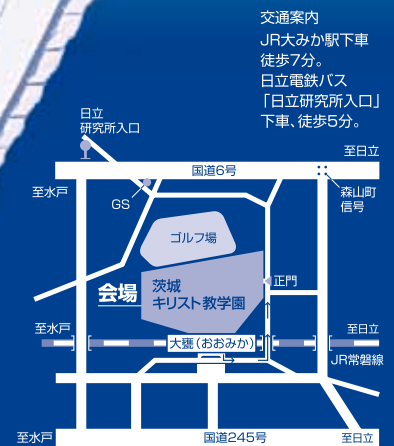 交通案内
JR大みか駅下車
徒歩7分。
日立電鉄バス
「日立研究所入口」
下車、徒歩5分。
日立
研究所入口
至日立
国道6号
至水戸
GS
森山町
信号
ゴルフ場
会場
茨城
キリスト教学園
正門
至水戸
大甕(おおみか)
至日立
JR常磐線
至水戸
国道245号
至日立